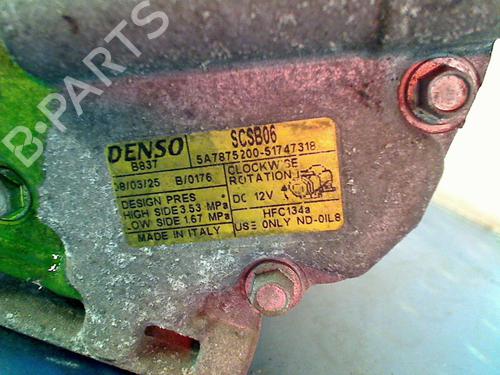 B-PARTS
DENSO
B83T
SCSB06
5A7875200-51747318
08/03/25 B/0176
CLOCKWISE
ROTATION
DESIGN PRES
HIGH SIDE 3.53 MPa
LOW SIDE 1.67 MPa
DC 12V
HFC134a
MADE IN ITALY
USE ONLY ND-OIL8